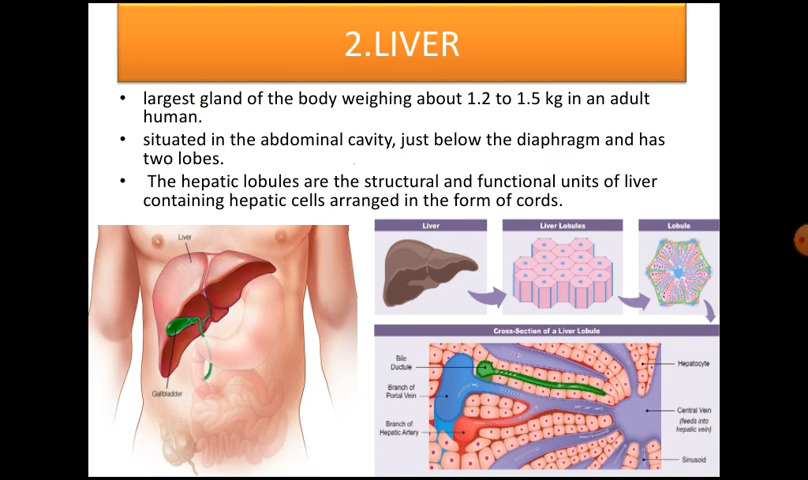 2.LIVER
• largest gland of the body weighing about 1.2 to 1.5 kg in an adult
human.
• situated in the abdominal cavity, just below the diaphragm and has
two lobes.
• The hepatic lobules are the structural and functional units of liver
containing hepatic cells arranged in the form of cords.
Liver
Gallbladder
Liver
Liver Lobules
Lobule
Cross-Section of a Liver Lobule
Bile
Ductule
Branch of
Portal Vein
Branch of
Hepatic Artery
Hepatocyte
Central Vein
(feeds into
hepatic vein)
Sinusoid